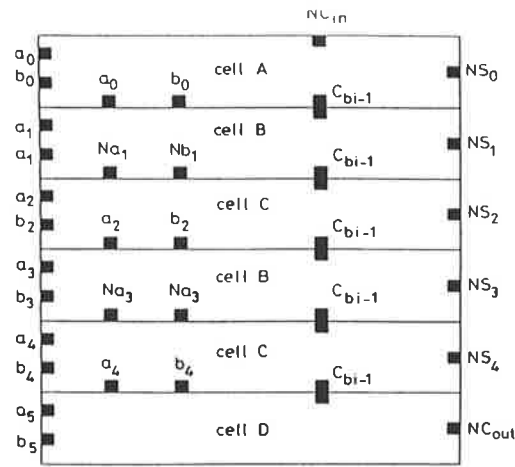 NC_in
a_0
cell A
NS_0
b_0
a_0 b_0 C_bi-1
a_1
cell B
NS_1
a_1
Na_1 Nb_1 C_bi-1
a_2
cell C
NS_2
b_2
a_2 b_2 C_bi-1
a_3
cell B
NS_3
b_3
Na_3 Na_3 C_bi-1
a_4
cell C
NS_4
b_4
a_4 b_4 C_bi-1
a_5
cell D
NC_out
b_5